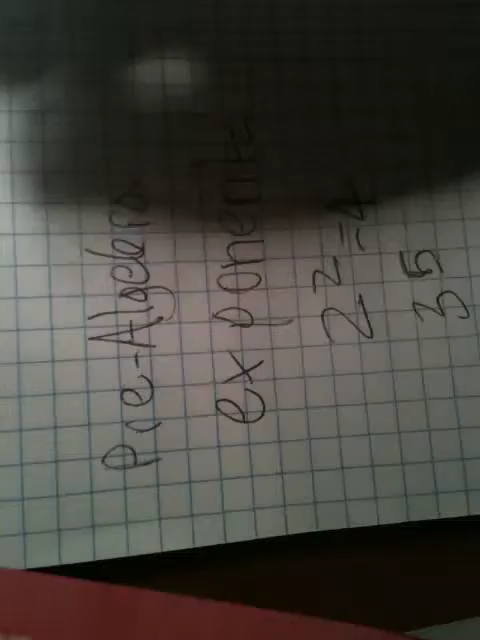 Pre-Algebra
exponents
2² = 4
3⁵